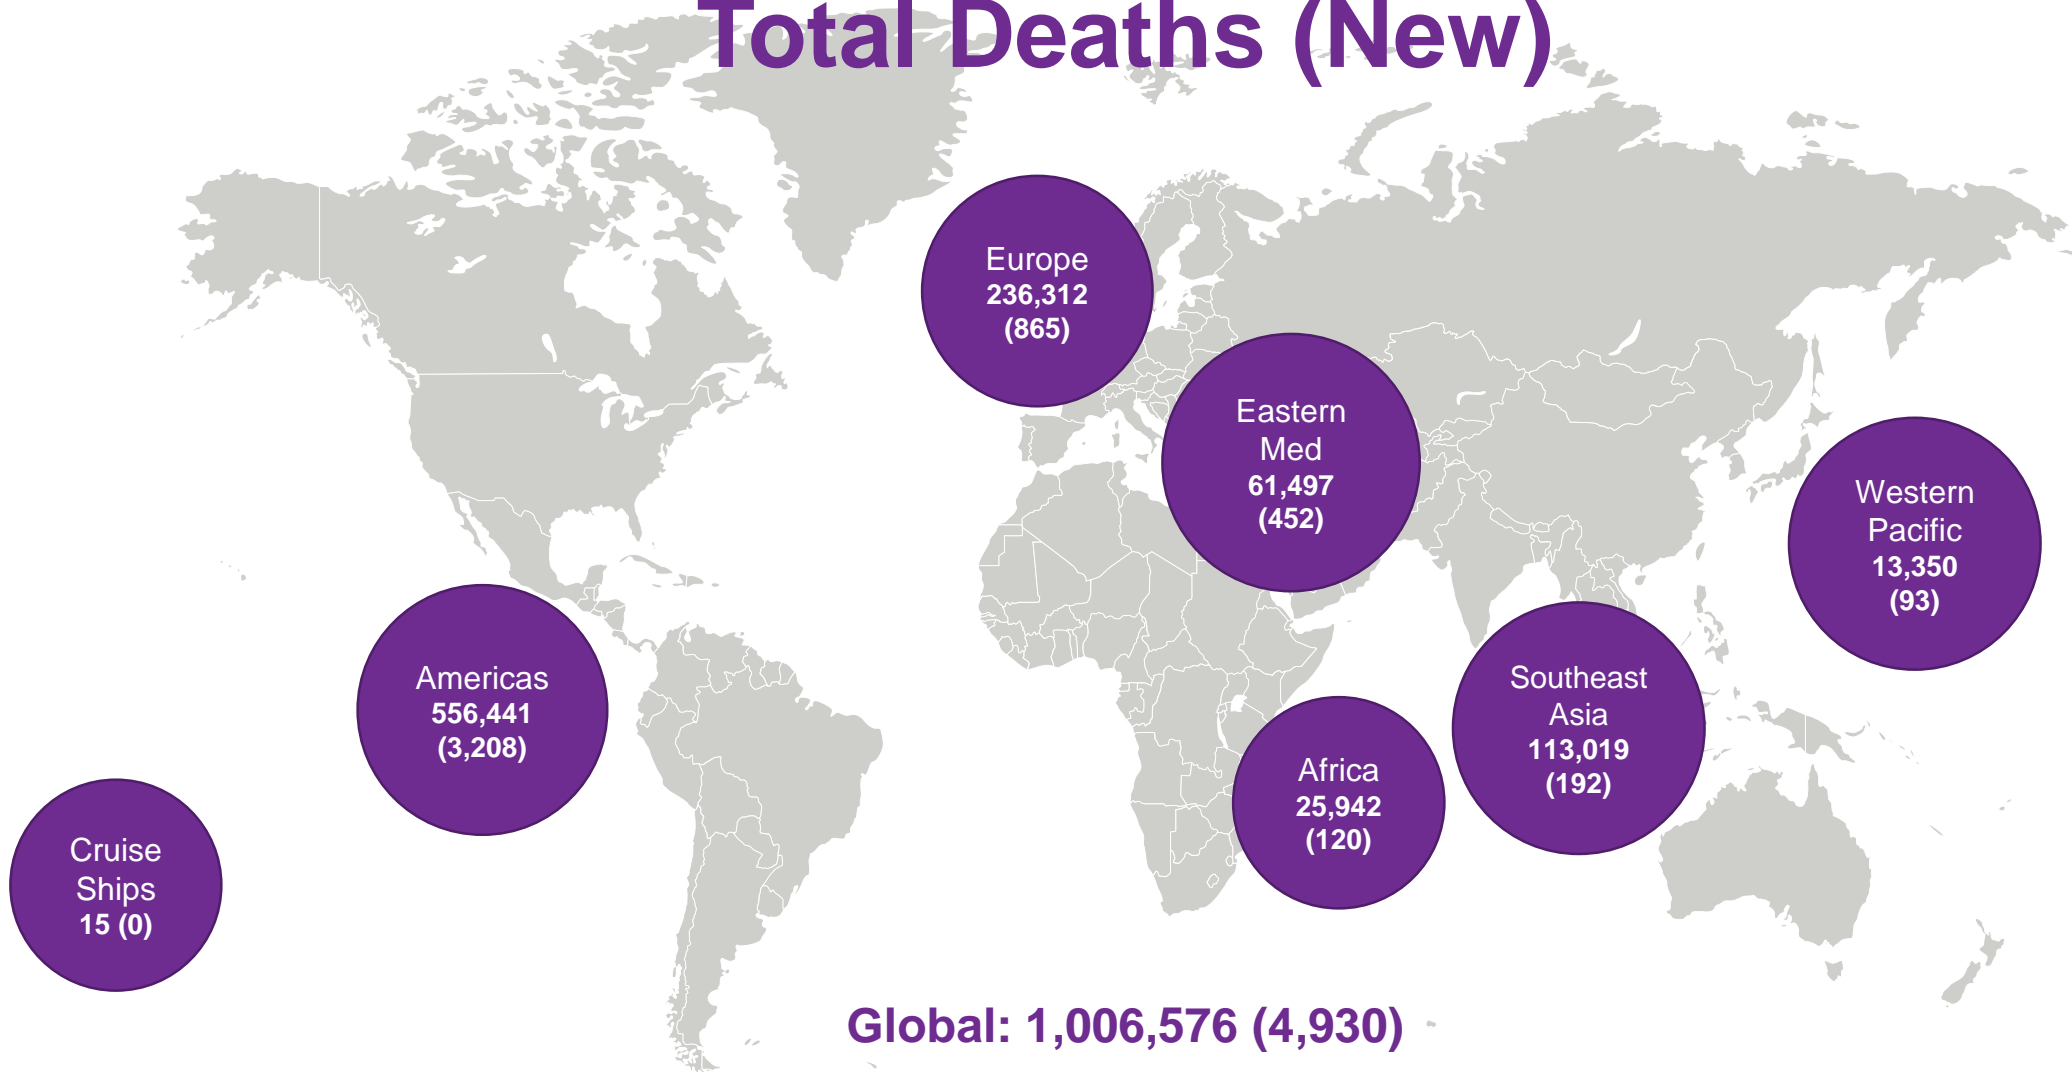 Total Deaths (New)
Europe
236,312
(865)
Eastern
Med
61,497
(452)
Western
Pacific
13,350
(93)
Americas
556,441
(3,208)
Southeast
Asia
113,019
(192)
Africa
25,942
(120)
Cruise
Ships
15 (0)
Global: 1,006,576 (4,930)